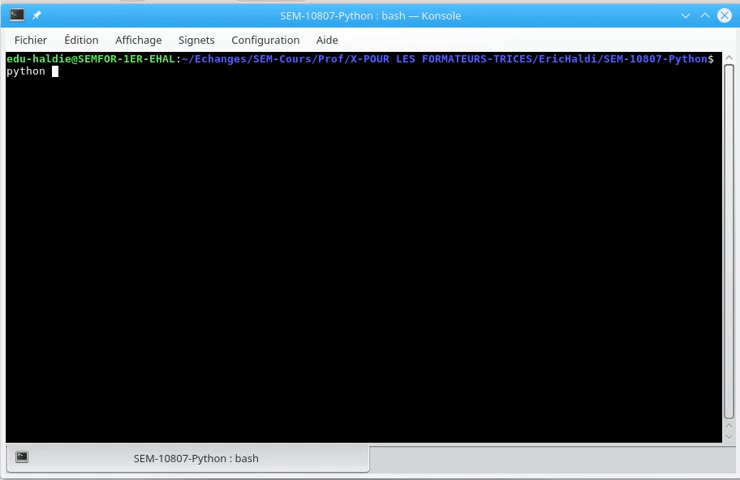 SEM-10807-Python : bash — Konsole
Fichier Édition Affichage Signets Configuration Aide
edu-haldie@SEMFOR-1ER-EHAL:~/Echanges/SEM-Cours/Prof/X-POUR LES FORMATEURS-TRICES/EricHaldi/SEM-10807-Python$
python
SEM-10807-Python : bash